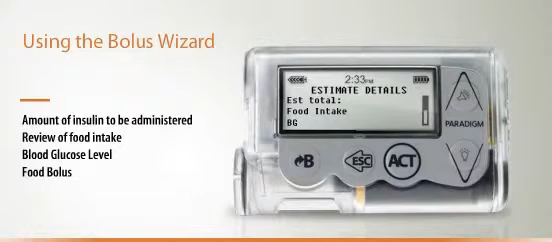 Using the Bolus Wizard
2:33PM
ESTIMATE DETAILS
Est total:
Food Intake
BG
PARADIGM
B
ESC
ACT
Amount of insulin to be administered
Review of food intake
Blood Glucose Level
Food Bolus